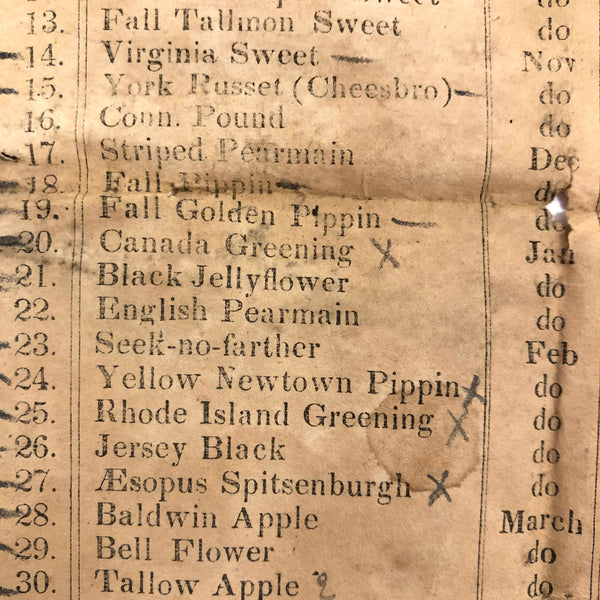 Sweet do
13. Fall Tallmon Sweet do
14. Virginia Sweet — Nov
15. York Russet (Cheesbro) — do
16. Conn. Pound do
17. Striped Pearmain Dec
18. Fall Pippin — do
19. Fall Golden Pippin — do
20. Canada Greening X Jan
21. Black Jellyflower do
22. English Pearmain do
23. Seek-no-farther Feb
24. Yellow Newtown Pippin X do
25. Rhode Island Greening X do
26. Jersey Black do
27. Æsopus Spitsenburgh X do
28. Baldwin Apple March
29. Bell Flower do
30. Tallow Apple 2 do